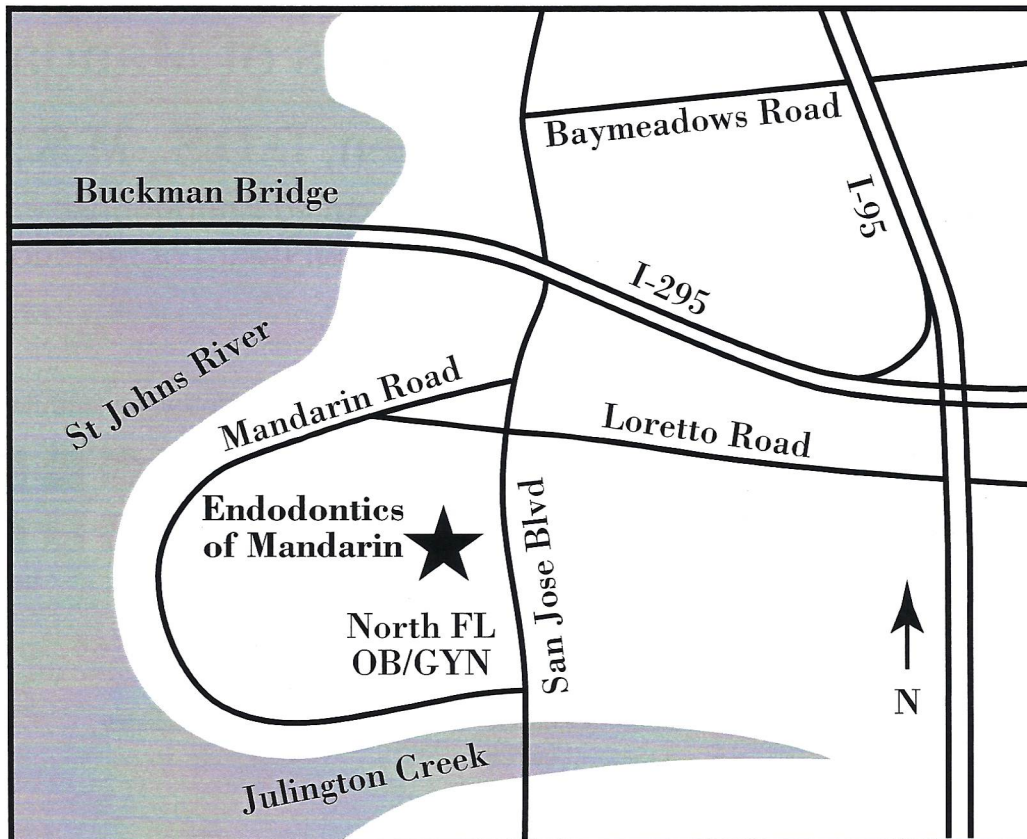 Baymeadows Road
Buckman Bridge
I-95
I-295
St Johns River
Mandarin Road
Loretto Road
Endodontics
of Mandarin
San Jose Blvd
North FL
OB/GYN
N
Julington Creek